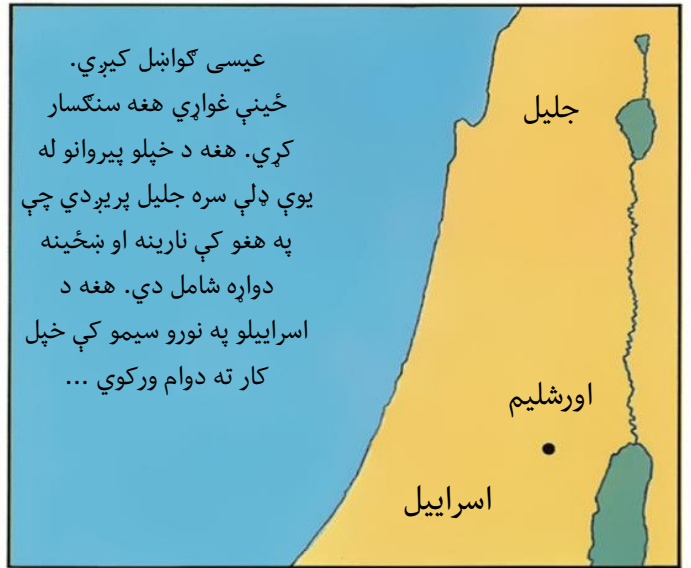 عیسی ګواښل کیږي.
ځینې غواړي هغه سنګسار
کړي. هغه د خپلو پیروانو له
یوې ډلې سره جلیل پریږدي چې
په هغو کې نارینه او ښځینه
دواړه شامل دي. هغه د
اسراییلو په نورو سیمو کې خپل
کار ته دوام ورکوي ...
جلیل
اورشلیم
اسراییل